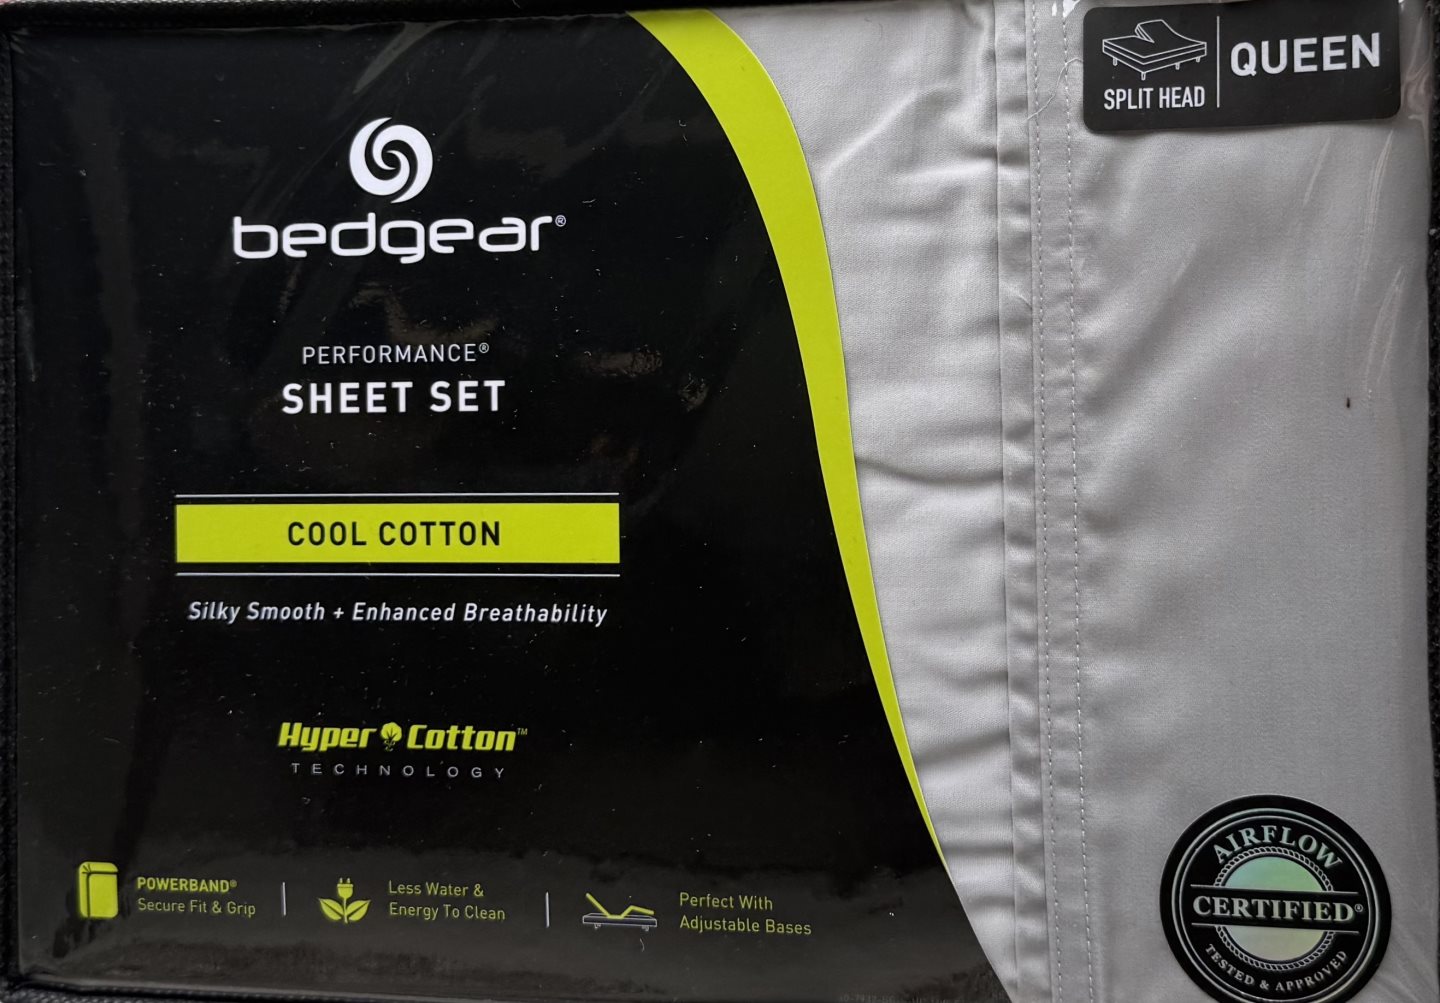 SPLIT HEAD
QUEEN
bedgear®
PERFORMANCE®
SHEET SET
COOL COTTON
Silky Smooth + Enhanced Breathability
Hyper Cotton™
TECHNOLOGY
POWERBAND®
Secure Fit & Grip
Less Water &
Energy To Clean
Perfect With
Adjustable Bases
AIRFLOW
CERTIFIED®
TESTED & APPROVED